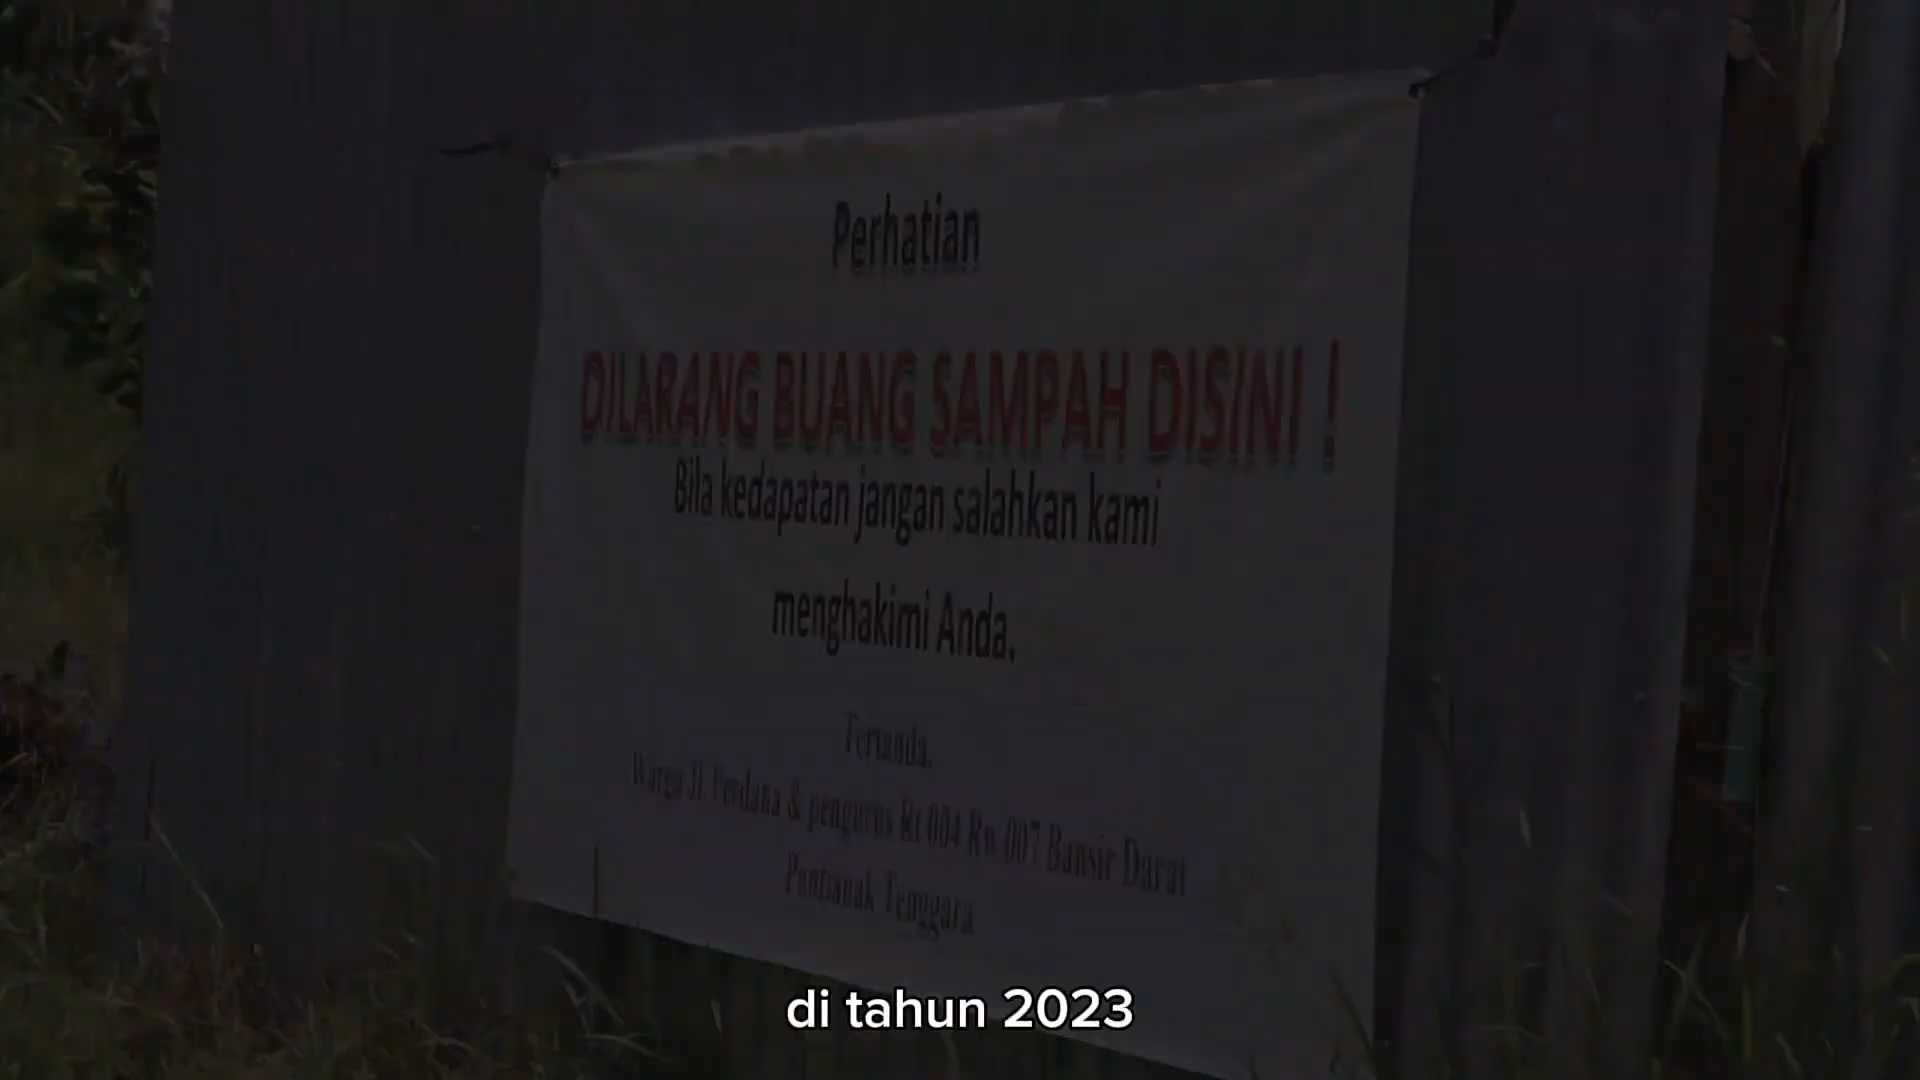 Perhatian
DILARANG BUANG SAMPAH DISINI !
Bila kedapatan jangan salahkan kami
menghakimi Anda.
Tertanda.
Warga Jl. Perdana & pengurus Rt 004 Rw 007 Bansir Darat
Pontianak Tenggara
di tahun 2023